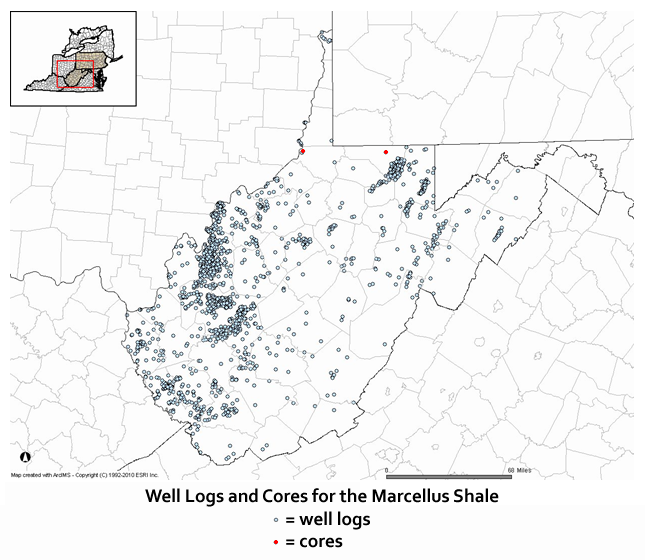 0 68 Miles
Map created with ArcIMS - Copyright (C) 1992-2010 ESRI Inc.
Well Logs and Cores for the Marcellus Shale
= well logs
= cores